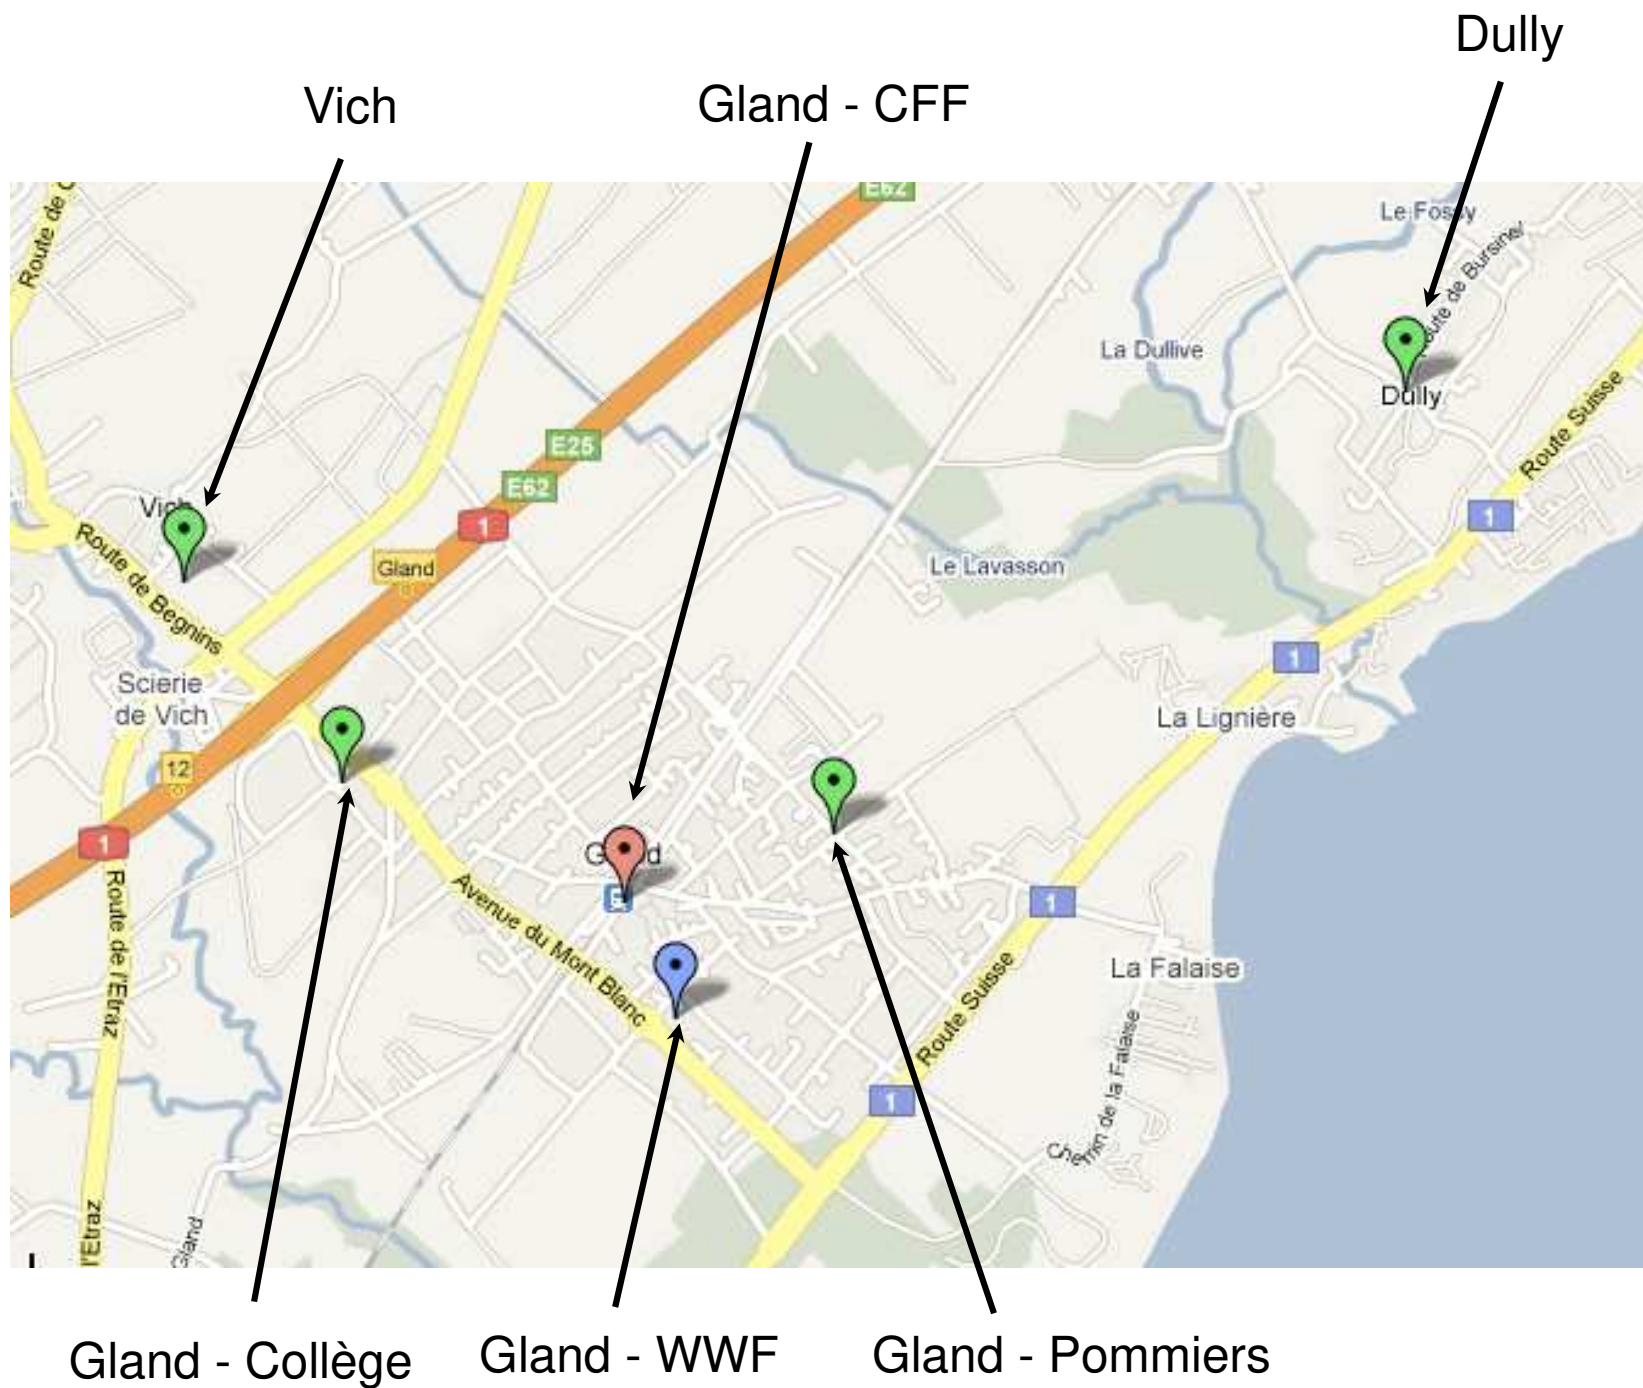 Dully
Vich
Gland - CFF
E62
Route de
Le Fossy
Route de Bursinel
La Dullive
Dully
Route Suisse
E25
E62
1
1
Vich
Route de Begnins
Gland
Le Lavasson
1
Scierie
de Vich
La Lignière
12
1
Gland
Avenue du Mont Blanc
1
Route de l'Etraz
La Falaise
Route Suisse
Chemin de la Falaise
1
l'Etraz
Gland
Gland - Collège
Gland - WWF
Gland - Pommiers